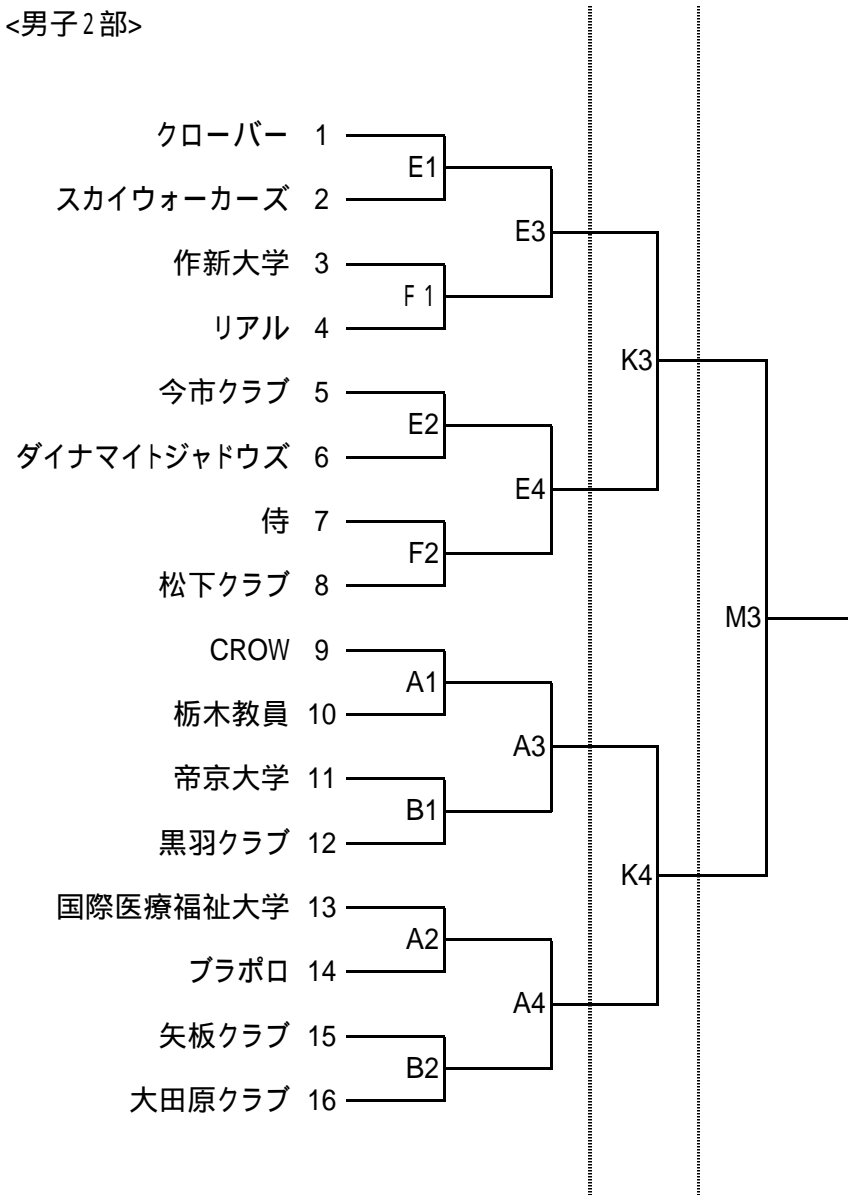 <男子2部>
クローバー 1
E1
スカイウォーカーズ 2
E3
作新大学 3
F 1
リアル 4
K3
今市クラブ 5
E2
ダイナマイトジャドウズ 6
E4
侍 7
F2
松下クラブ 8
M3
CROW 9
A1
栃木教員 10
A3
帝京大学 11
B1
黒羽クラブ 12
K4
国際医療福祉大学 13
A2
ブラポロ 14
A4
矢板クラブ 15
B2
大田原クラブ 16